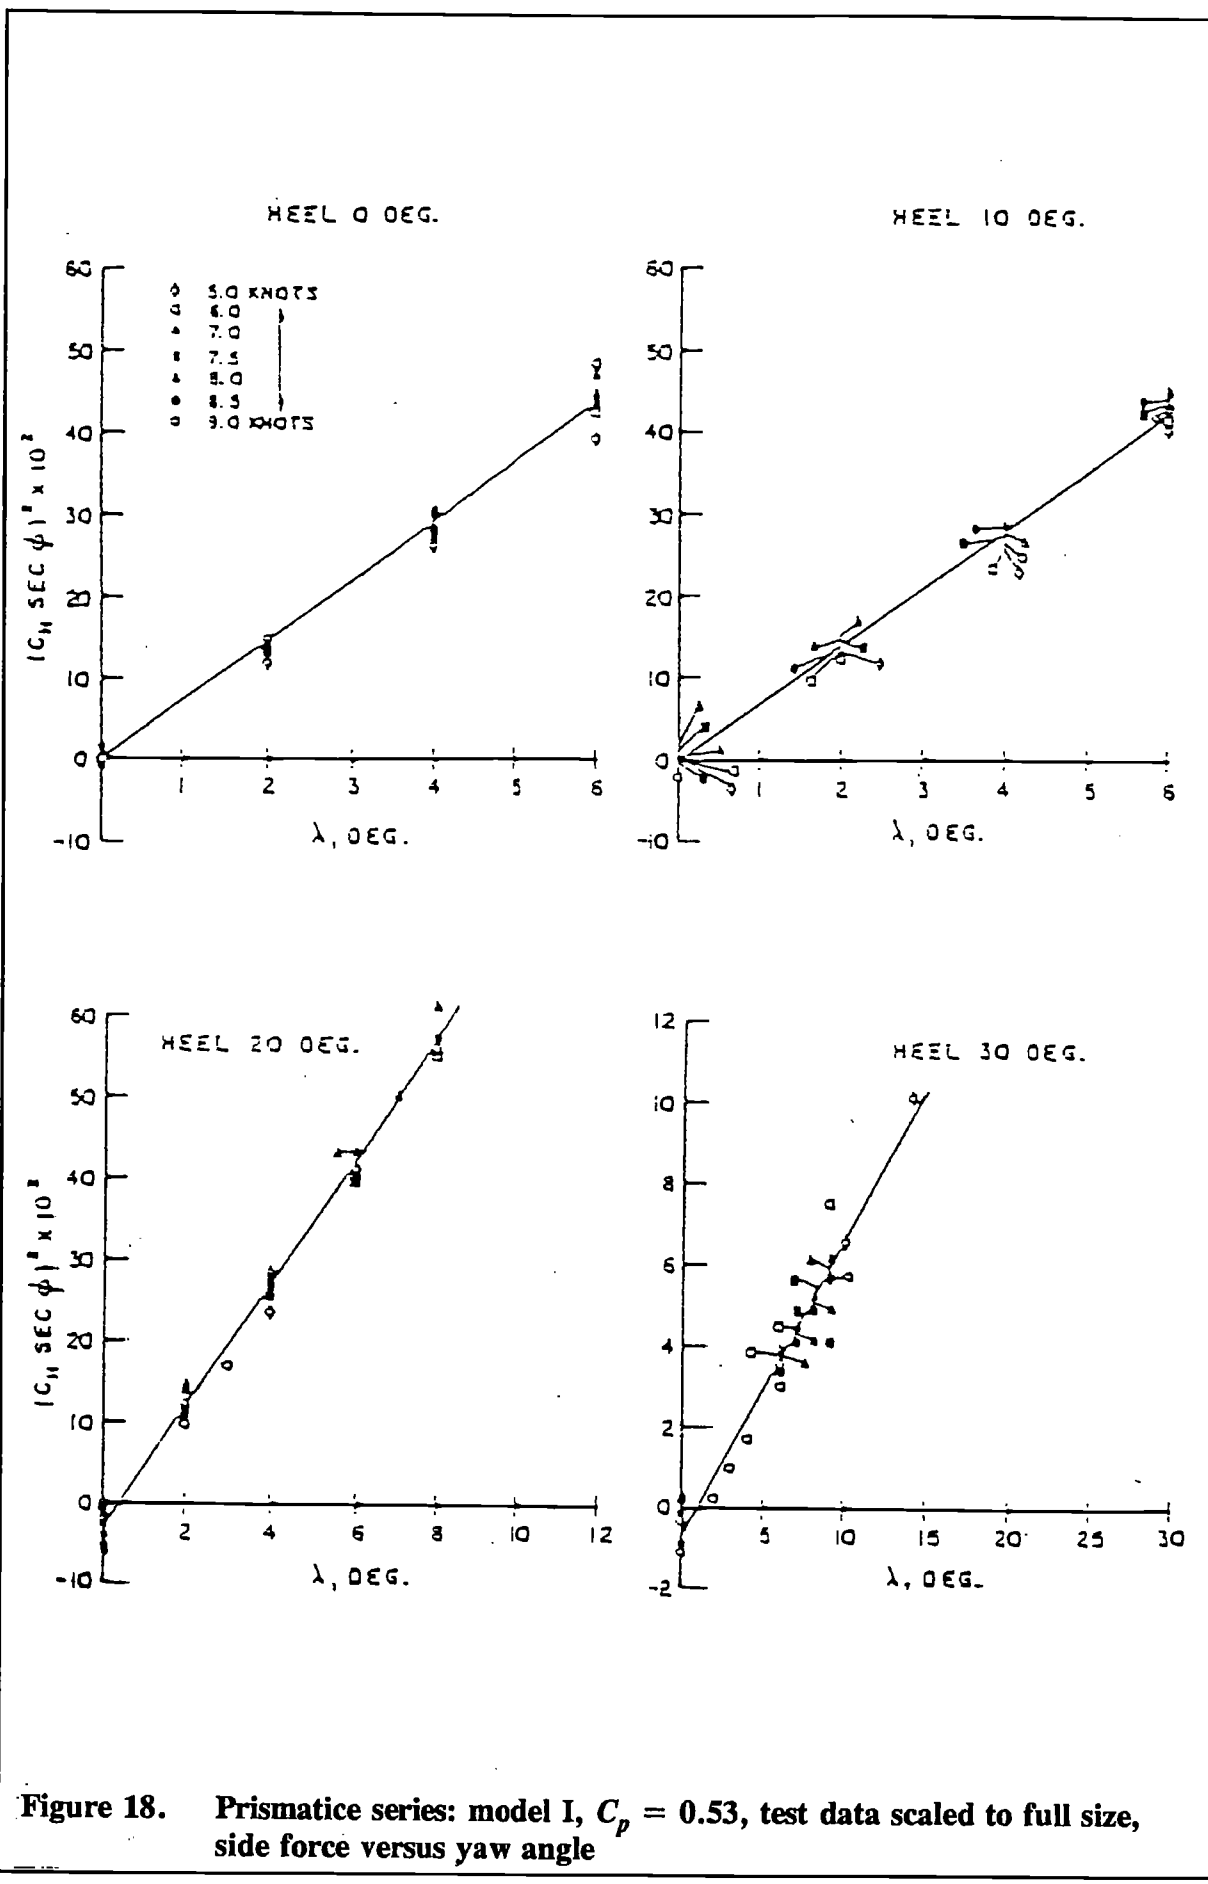 HEEL 0 DEG.
60
50
40
30
20
10
0
-10
5.0 KNOTS
6.0
7.0
7.5
8.0
8.5
9.0 KNOTS
1 2 3 4 5 6
λ, DEG.
(C_H SEC φ)² x 10²
HEEL 10 DEG.
60
50
40
30
20
10
0
-10
1 2 3 4 5 6
λ, DEG.
HEEL 20 DEG.
60
50
40
30
20
10
0
-10
2 4 6 8 10 12
λ, DEG.
(C_H SEC φ)² x 10²
HEEL 30 DEG.
12
10
8
6
4
2
0
-2
5 10 15 20 25 30
λ, DEG.
Figure 18. Prismatice series: model I, C_p = 0.53, test data scaled to full size,
side force versus yaw angle